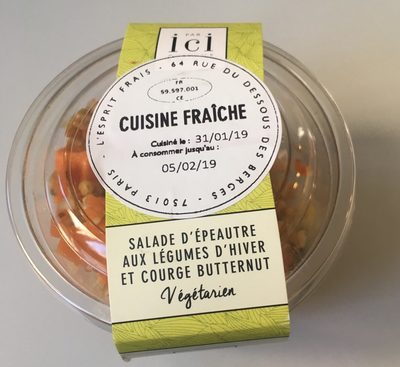 PAR
ici
L'ESPRIT FRAIS - 64 RUE DU DESSOUS DES BERGES - 75013 PARIS -
FR
59.597.001
CE
CUISINE FRAÎCHE
Cuisiné le : 31/01/19
À consommer jusqu'au :
05/02/19
SALADE D'ÉPEAUTRE
AUX LÉGUMES D'HIVER
ET COURGE BUTTERNUT
Végétarien